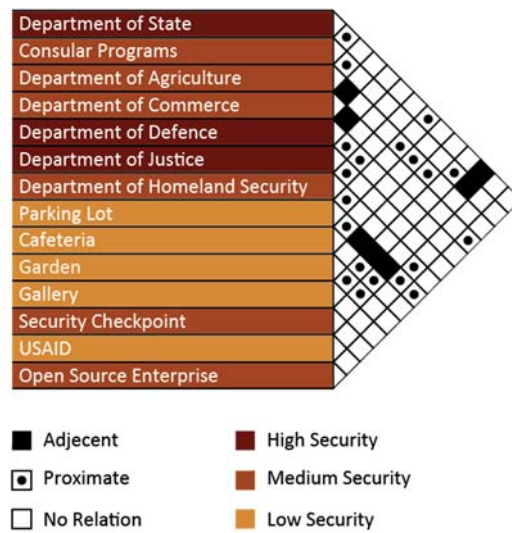 Department of State
Consular Programs
Department of Agriculture
Department of Commerce
Department of Defence
Department of Justice
Department of Homeland Security
Parking Lot
Cafeteria
Garden
Gallery
Security Checkpoint
USAID
Open Source Enterprise
Adjecent
High Security
Proximate
Medium Security
No Relation
Low Security